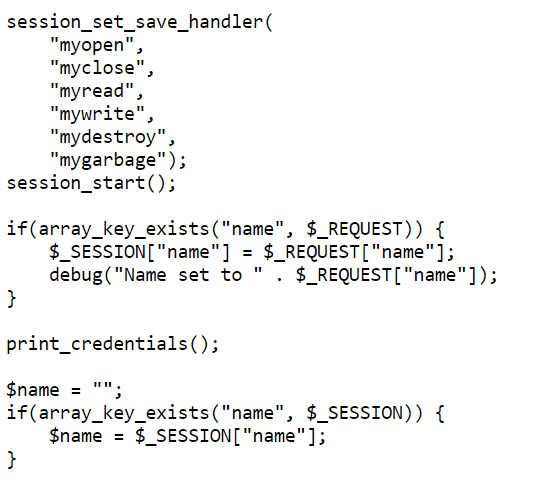 session_set_save_handler(
    "myopen",
    "myclose",
    "myread",
    "mywrite",
    "mydestroy",
    "mygarbage");
session_start();

if(array_key_exists("name", $_REQUEST)) {
    $_SESSION["name"] = $_REQUEST["name"];
    debug("Name set to " . $_REQUEST["name"]);
}

print_credentials();

$name = "";
if(array_key_exists("name", $_SESSION)) {
    $name = $_SESSION["name"];
}